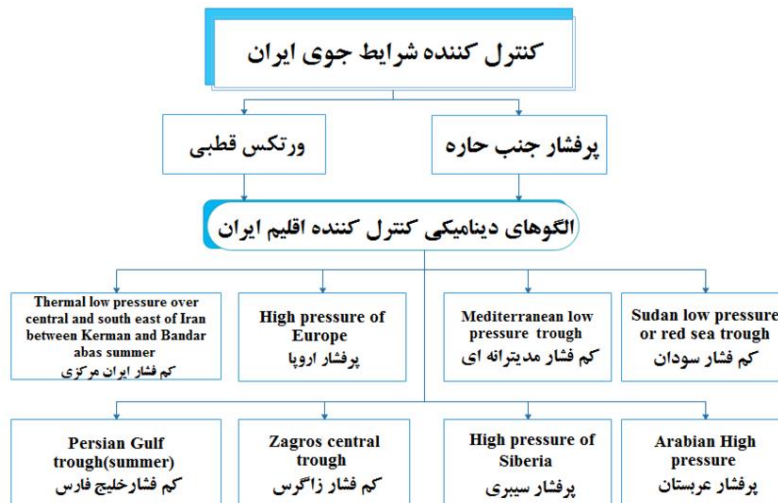 کنترل کننده شرایط جوی ایران
پرفشار جنب حاره
ورتکس قطبی
الگوهای دینامیکی کنترل کننده اقلیم ایران
Thermal low pressure over
central and south east of Iran
between Kerman and Bandar
abas summer
کم فشار ایران مرکزی
High pressure of
Europe
پرفشار اروپا
Mediterranean low
pressure trough
کم فشار مدیترانه ای
Sudan low pressure
or red sea trough
کم فشار سودان
Persian Gulf
trough(summer)
کم فشارخلیج فارس
Zagros central
trough
کم فشار زاگرس
High pressure of
Siberia
پرفشار سیبری
Arabian High
pressure
پرفشار عربستان